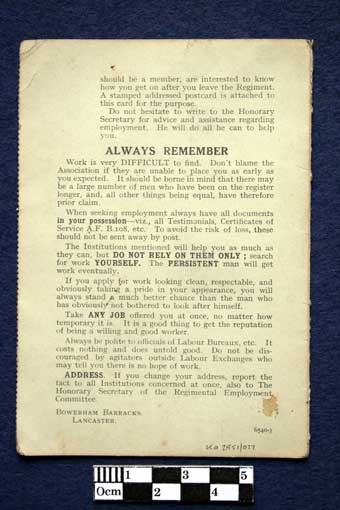 should be a member, are interested to know
how you get on after you leave the Regiment.
A stamped addressed postcard is attached to
this card for the purpose.
Do not hesitate to write to the Honorary
Secretary for advice and assistance regarding
employment. He will do all he can to help
you.
ALWAYS REMEMBER
Work is very DIFFICULT to find. Don't blame the
Association if they are unable to place you as early as
you expected. It should be borne in mind that there may
be a large number of men who have been on the register
longer, and, all other things being equal, have therefore
prior claim.
When seeking employment always have all documents
in your possession—viz., all Testimonials, Certificates of
Service A.F. B.108, etc. To avoid the risk of loss, these
should not be sent away by post.
The Institutions mentioned will help you as much as
they can, but DO NOT RELY ON THEM ONLY; search
for work YOURSELF. The PERSISTENT man will get
work eventually.
If you apply for work looking clean, respectable, and
obviously taking a pride in your appearance, you will
always stand a much better chance than the man who
has obviously not bothered to look after himself.
Take ANY JOB offered you at once, no matter how
temporary it is. It is a good thing to get the reputation
of being a willing and good worker.
Always be polite to officials of Labour Bureaux, etc. It
costs nothing and does untold good. Do not be dis-
couraged by agitators outside Labour Exchanges who
may tell you there is no hope of work.
ADDRESS. If you change your address, report the
fact to all Institutions concerned at once, also to The
Honorary Secretary of the Regimental Employment
Committee.
BOWERHAM BARRACKS,
LANCASTER.
6540-3
KO 2451/077
0cm 1 2 3 4 5